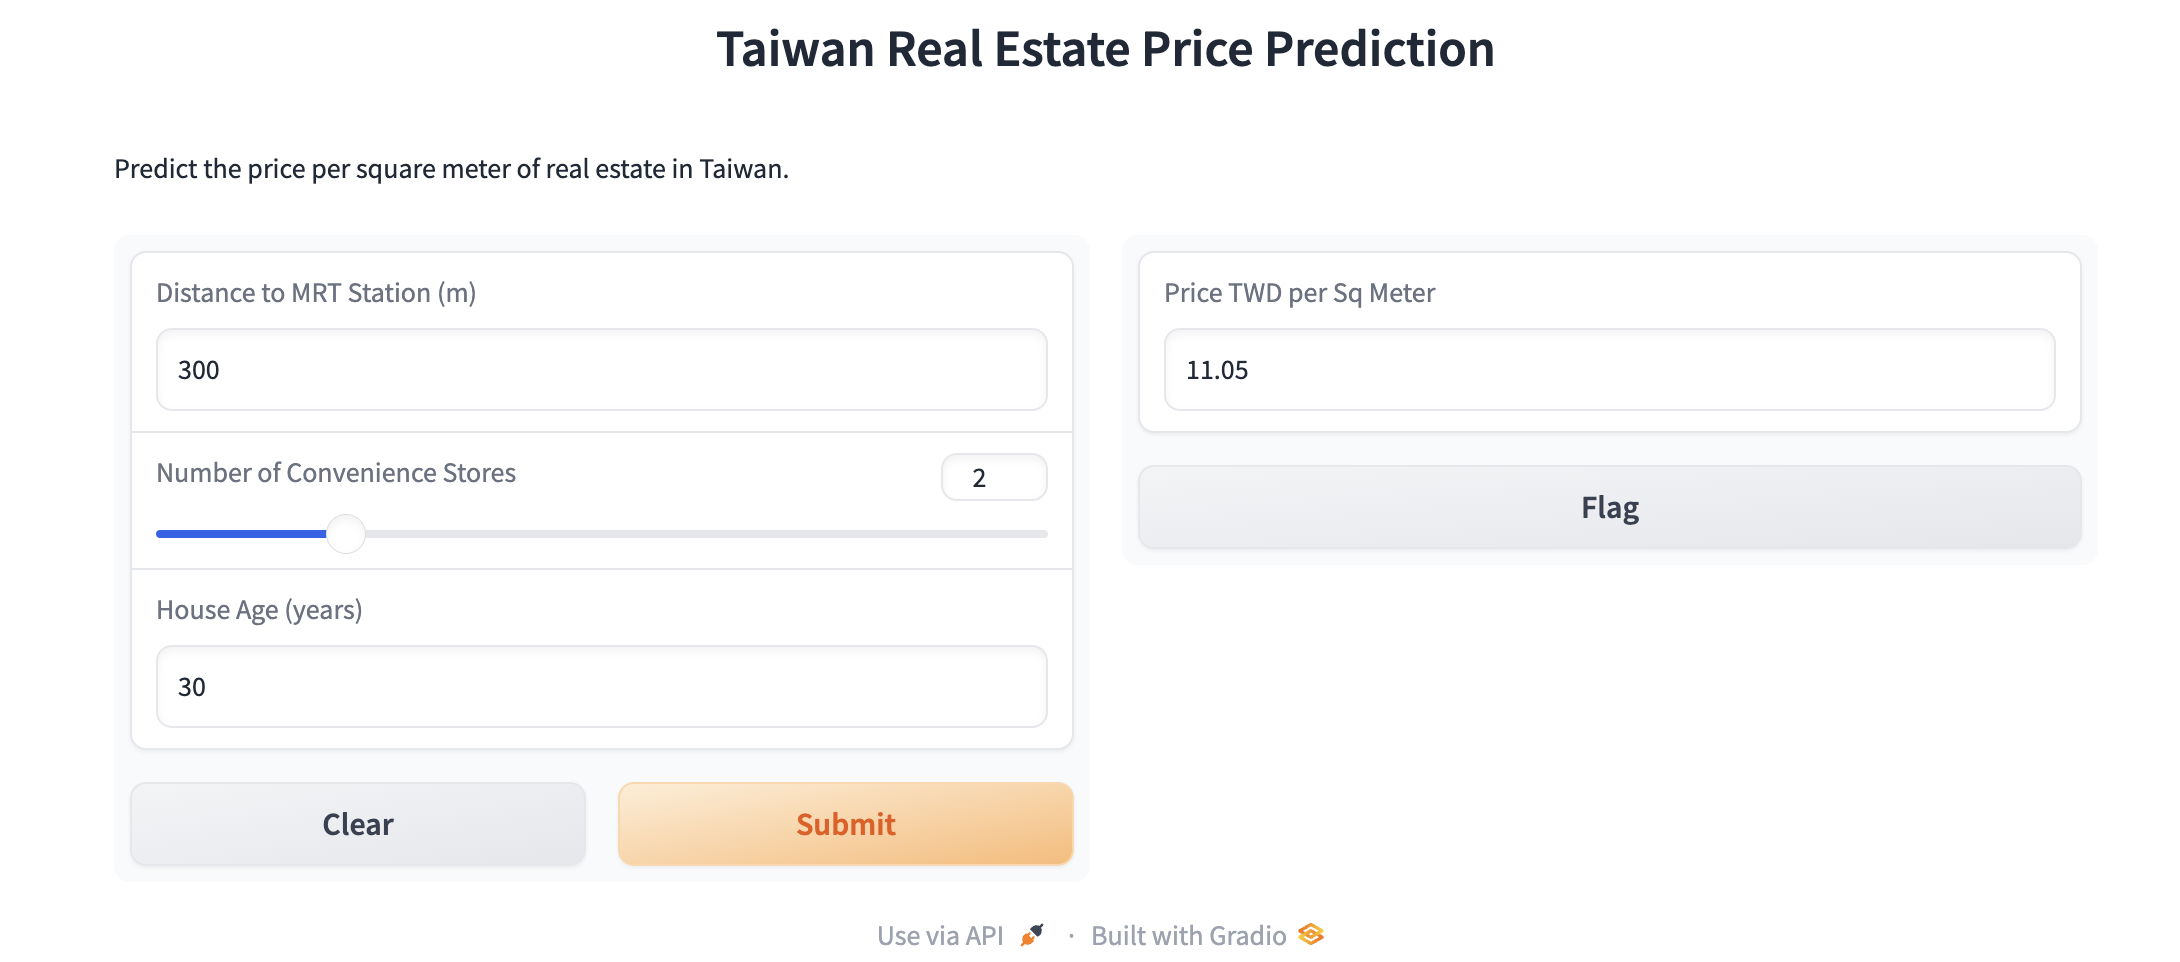 Taiwan Real Estate Price Prediction
Predict the price per square meter of real estate in Taiwan.
Distance to MRT Station (m)
300
Number of Convenience Stores
2
House Age (years)
30
Clear
Submit
Price TWD per Sq Meter
11.05
Flag
Use via API · Built with Gradio